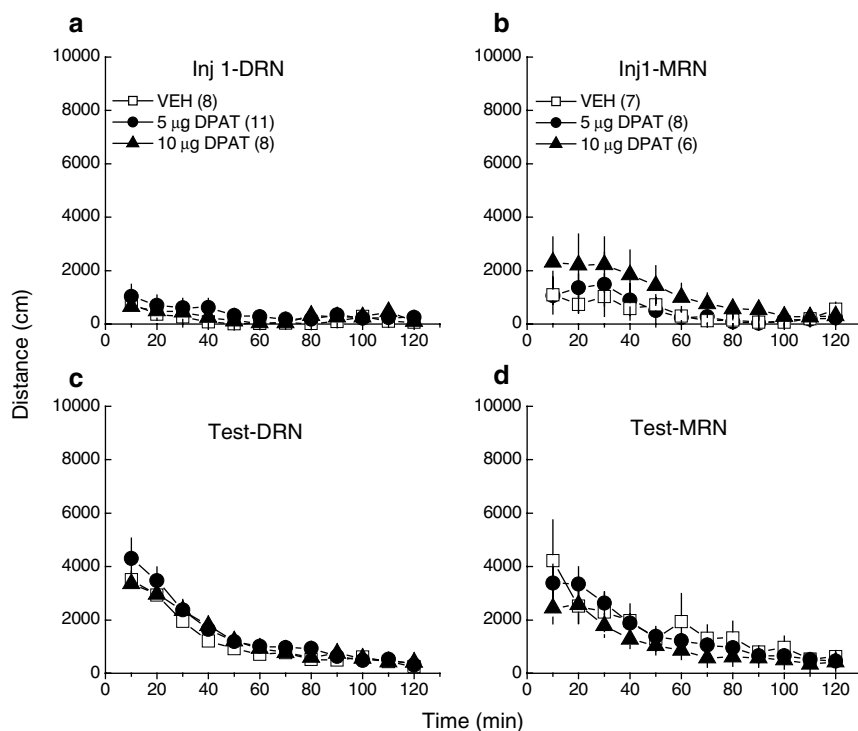 a
Inj 1-DRN
VEH (8)
5 µg DPAT (11)
10 µg DPAT (8)
10000
8000
6000
4000
2000
0
0 20 40 60 80 100 120
b
Inj1-MRN
VEH (7)
5 µg DPAT (8)
10 µg DPAT (6)
10000
8000
6000
4000
2000
0
0 20 40 60 80 100 120
Distance (cm)
c
Test-DRN
10000
8000
6000
4000
2000
0
0 20 40 60 80 100 120
d
Test-MRN
10000
8000
6000
4000
2000
0
0 20 40 60 80 100 120
Time (min)
Time (min)